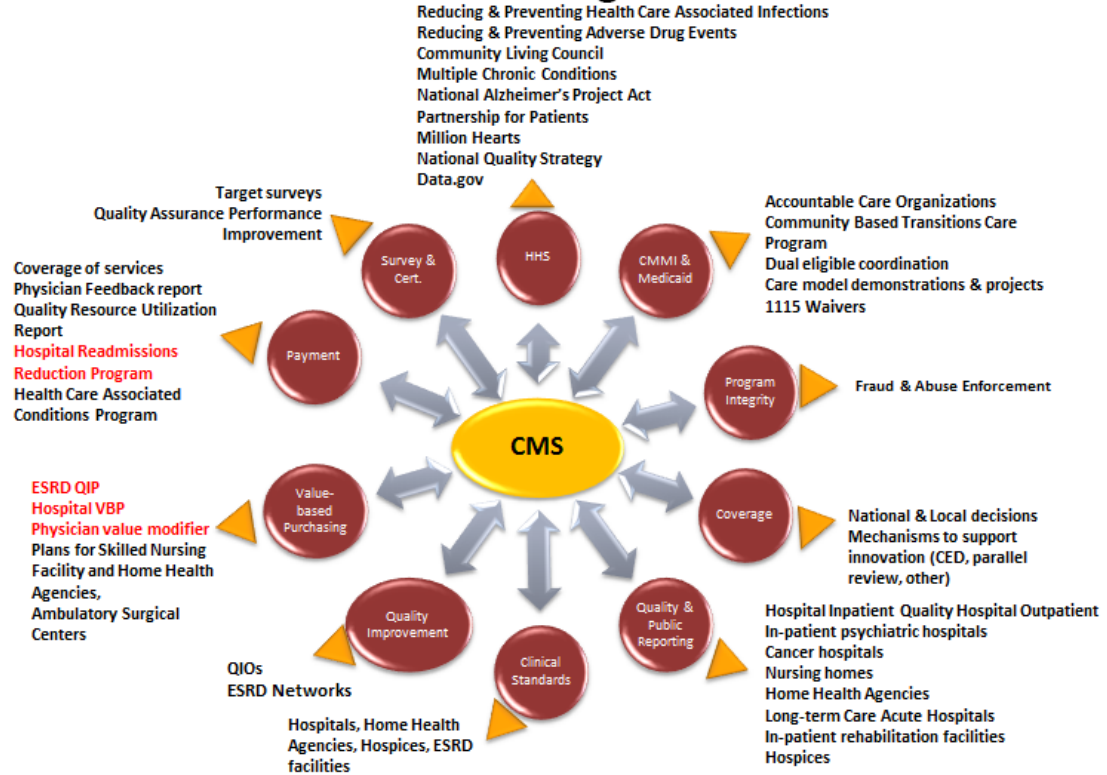 Reducing & Preventing Health Care Associated Infections
Reducing & Preventing Adverse Drug Events
Community Living Council
Multiple Chronic Conditions
National Alzheimer's Project Act
Partnership for Patients
Million Hearts
National Quality Strategy
Data.gov
Target surveys
Quality Assurance Performance
Improvement
Survey &
Cert.
HHS
CMMI &
Medicaid
Accountable Care Organizations
Community Based Transitions Care
Program
Dual eligible coordination
Care model demonstrations & projects
1115 Waivers
Coverage of services
Physician Feedback report
Quality Resource Utilization
Report
Hospital Readmissions
Reduction Program
Health Care Associated
Conditions Program
Payment
Program
Integrity
Fraud & Abuse Enforcement
CMS
ESRD QIP
Hospital VBP
Physician value modifier
Plans for Skilled Nursing
Facility and Home Health
Agencies,
Ambulatory Surgical
Centers
Value-
based
Purchasing
Coverage
National & Local decisions
Mechanisms to support
innovation (CED, parallel
review, other)
Quality
Improvement
QIOs
ESRD Networks
Clinical
Standards
Hospitals, Home Health
Agencies, Hospices, ESRD
facilities
Quality &
Public
Reporting
Hospital Inpatient Quality Hospital Outpatient
In-patient psychiatric hospitals
Cancer hospitals
Nursing homes
Home Health Agencies
Long-term Care Acute Hospitals
In-patient rehabilitation facilities
Hospices